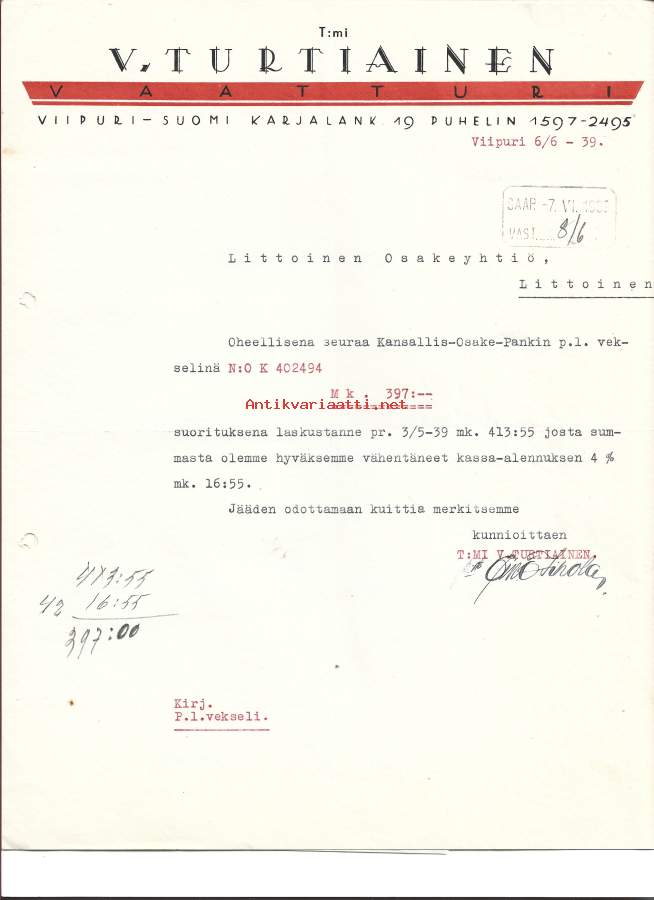 T:mi
V. TURTIAINEN
VAATTURI
VIIPURI – SUOMI KARJALANK. 19 PUHELIN 1597-2495
Viipuri 6/6 - 39.
SAAP. -7. VI.
VAST. 8/6
Littoinen Osakeyhtiö,
Littoinen
Oheellisena seuraa Kansallis-Osake-Pankin p.l. vek-
selinä N:O K 402494
Mk. 397:--
Antikvariaatti.net
suorituksena laskustanne pr. 3/5-39 mk. 413:55 josta sum-
masta olemme hyväksemme vähentäneet kassa-alennuksen 4 %
mk. 16:55.
Jääden odottamaan kuittia merkitsemme
kunnioittaen
T:MI V.TURTIAINEN.
413:55
16:55
397:00
Kirj.
P.l.vekseli.